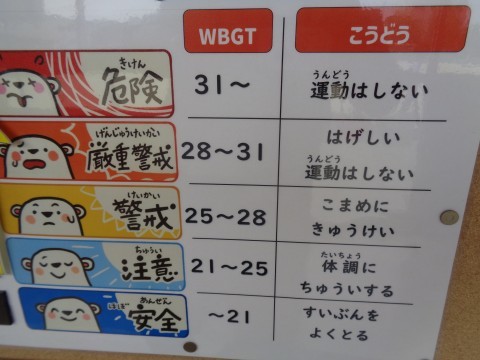 WBGT こうどう
きけん
危険 31〜
うんどう
運動はしない
げんじゅうけいかい
厳重警戒 28〜31
はげしい
うんどう
運動はしない
けいかい
警戒 25〜28
こまめに
きゅうけい
ちゅうい
注意 21〜25
たいちょう
体調に
ちゅういする
ほぼ あんぜん
安全 〜21
すいぶんを
よくとる